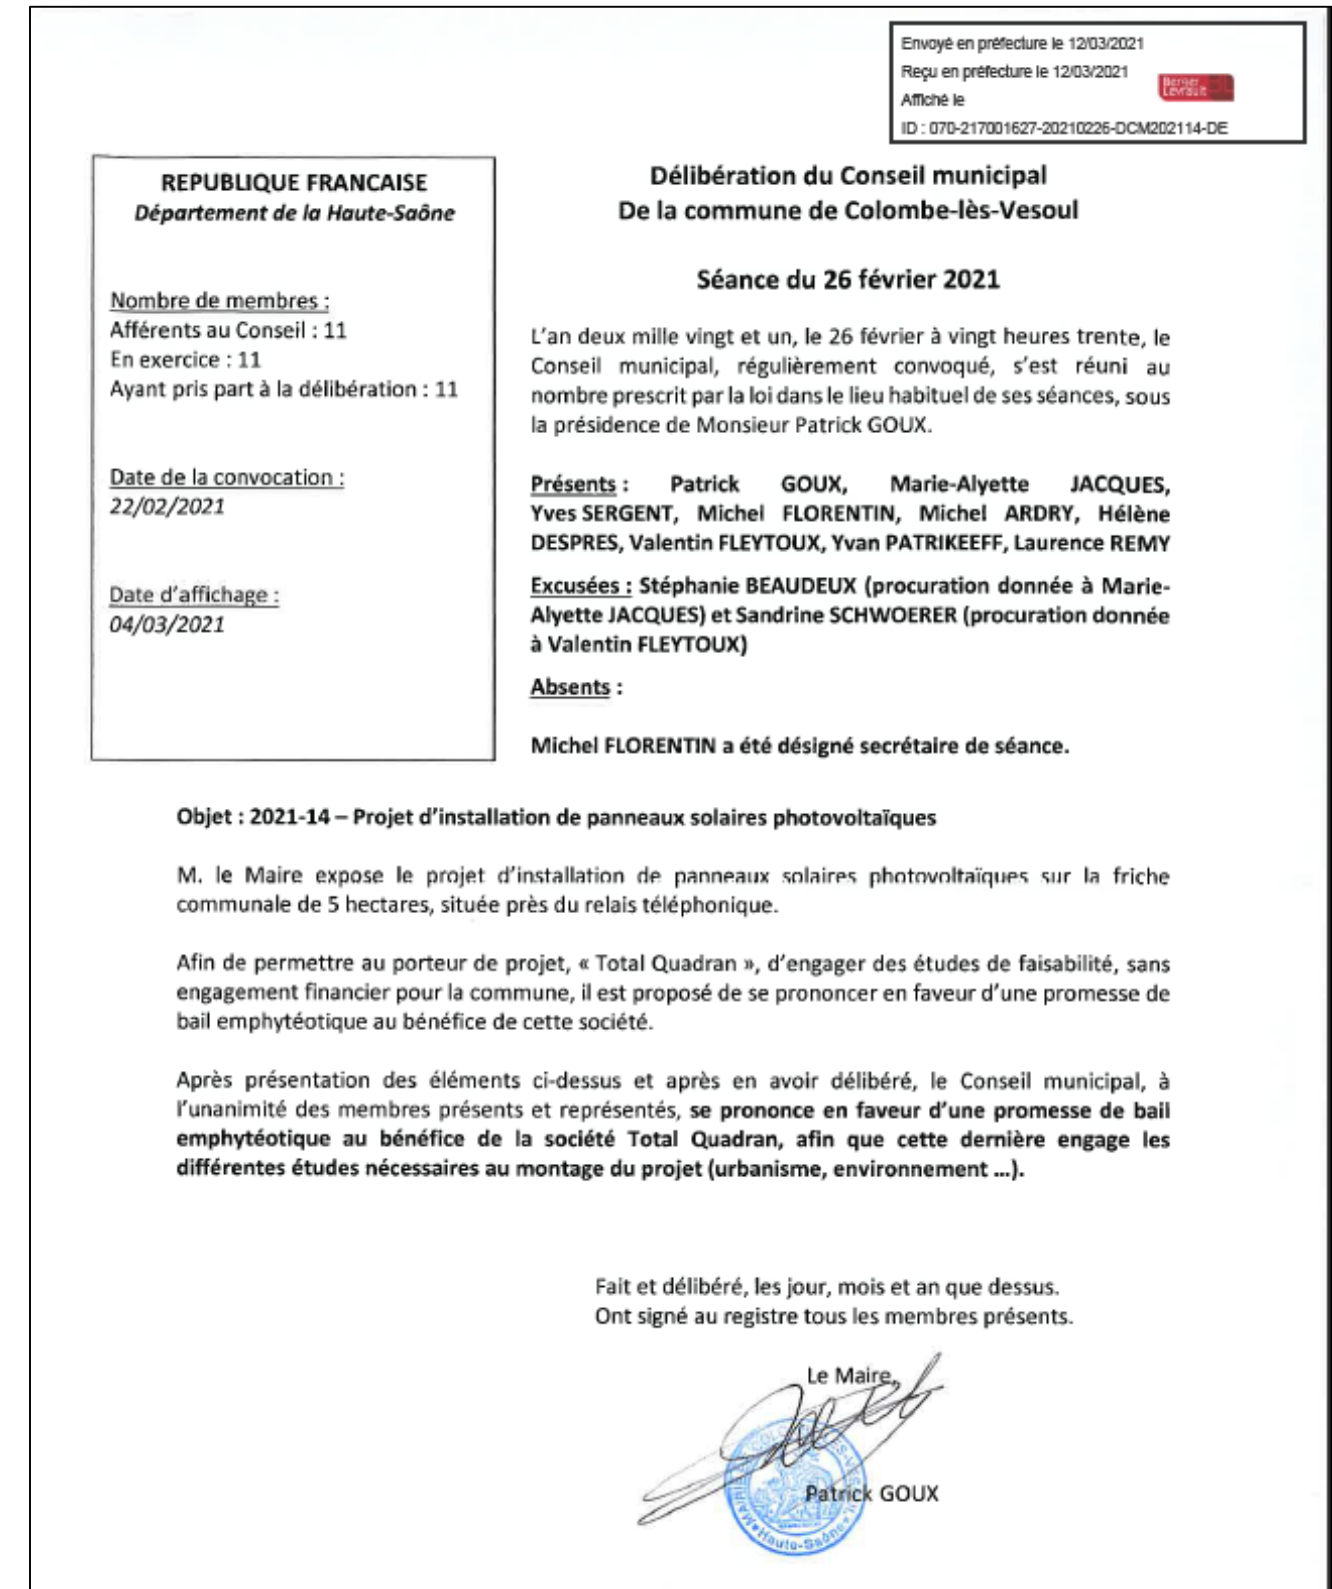 Envoyé en préfecture le 12/03/2021
Reçu en préfecture le 12/03/2021
Affiché le
Berger
Levrault
ID : 070-217001627-20210226-DCM202114-DE
REPUBLIQUE FRANCAISE
Département de la Haute-Saône
Nombre de membres :
Afférents au Conseil : 11
En exercice : 11
Ayant pris part à la délibération : 11
Date de la convocation :
22/02/2021
Date d'affichage :
04/03/2021
Délibération du Conseil municipal
De la commune de Colombe-lès-Vesoul
Séance du 26 février 2021
L'an deux mille vingt et un, le 26 février à vingt heures trente, le
Conseil municipal, régulièrement convoqué, s'est réuni au
nombre prescrit par la loi dans le lieu habituel de ses séances, sous
la présidence de Monsieur Patrick GOUX.
Présents : Patrick GOUX, Marie-Alyette JACQUES,
Yves SERGENT, Michel FLORENTIN, Michel ARDRY, Hélène
DESPRES, Valentin FLEYTOUX, Yvan PATRIKEEFF, Laurence REMY
Excusées : Stéphanie BEAUDEUX (procuration donnée à Marie-
Alyette JACQUES) et Sandrine SCHWOERER (procuration donnée
à Valentin FLEYTOUX)
Absents :
Michel FLORENTIN a été désigné secrétaire de séance.
Objet : 2021-14 – Projet d'installation de panneaux solaires photovoltaïques
M. le Maire expose le projet d'installation de panneaux solaires photovoltaïques sur la friche
communale de 5 hectares, située près du relais téléphonique.
Afin de permettre au porteur de projet, « Total Quadran », d'engager des études de faisabilité, sans
engagement financier pour la commune, il est proposé de se prononcer en faveur d'une promesse de
bail emphytéotique au bénéfice de cette société.
Après présentation des éléments ci-dessus et après en avoir délibéré, le Conseil municipal, à
l'unanimité des membres présents et représentés, se prononce en faveur d'une promesse de bail
emphytéotique au bénéfice de la société Total Quadran, afin que cette dernière engage les
différentes études nécessaires au montage du projet (urbanisme, environnement ...).
Fait et délibéré, les jour, mois et an que dessus.
Ont signé au registre tous les membres présents.
Le Maire,
Patrick GOUX
Haute-Saône